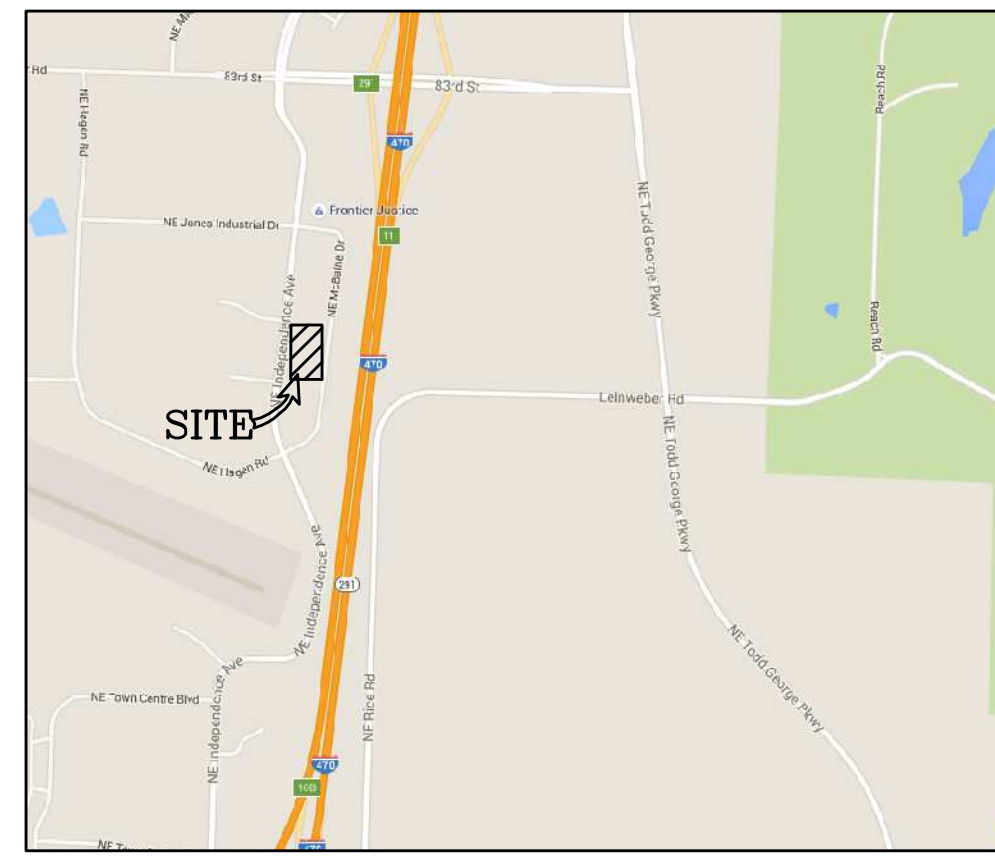 83rd St
83rd St
Reach Rd
NE Hagen Rd
470
Frontier Justice
11
NE Jones Industrial Dr
NE McBaine Dr
NE Todd George Pkwy
NE Independence Ave
Reach Rd
470
Leinweber Rd
SITE
NE Hagen Rd
NE Todd George Pkwy
NE Independence Ave
291
NE Todd George Pkwy
NE Independence Ave
NE Rice Rd
NE Town Centre Blvd
470
470